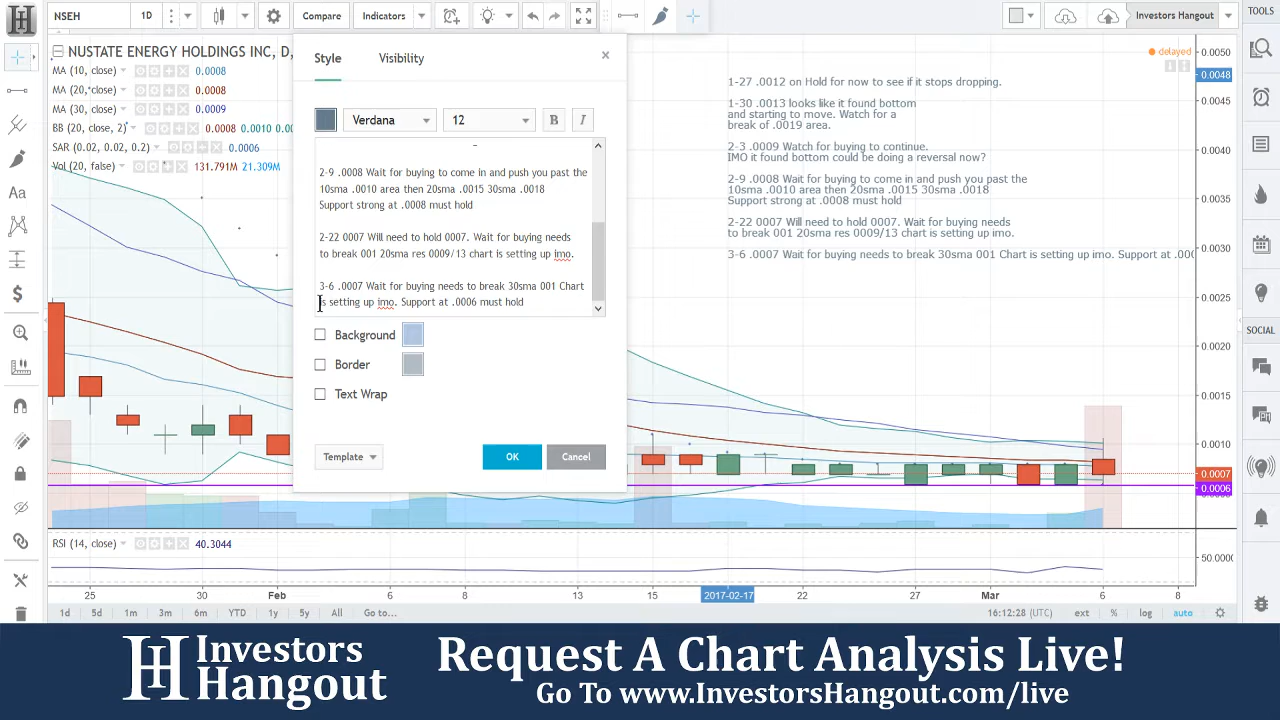 NSEH
1D
Compare
Indicators
Investors Hangout
TOOLS
NUSTATE ENERGY HOLDINGS INC, D,
MA (10, close) 0.0008
MA (20, close) 0.0008
MA (30, close) 0.0009
BB (20, close, 2) 0.0008 0.0010 0.00
SAR (0.02, 0.02, 0.2) 0.0006
Vol (20, false) 131.791M 21.309M
Style
Visibility
×
Verdana
12
B
I
2-9 .0008 Wait for buying to come in and push you past the
10sma .0010 area then 20sma .0015 30sma .0018
Support strong at .0008 must hold
2-22 0007 Will need to hold 0007. Wait for buying needs
to break 001 20sma res 0009/13 chart is setting up imo.
3-6 .0007 Wait for buying needs to break 30sma 001 Chart
is setting up imo. Support at .0006 must hold
Background
Border
Text Wrap
Template
OK
Cancel
1-27 .0012 on Hold for now to see if it stops dropping.
1-30 .0013 looks like it found bottom
and starting to move. Watch for a
break of .0019 area.
2-3 .0009 Watch for buying to continue.
IMO it found bottom could be doing a reversal now?
2-9 .0008 Wait for buying to come in and push you past the
10sma .0010 area then 20sma .0015 30sma .0018
Support strong at .0008 must hold
2-22 0007 Will need to hold 0007. Wait for buying needs
to break 001 20sma res 0009/13 chart is setting up imo.
3-6 .0007 Wait for buying needs to break 30sma 001 Chart is setting up imo. Support at .000
delayed
0.0050
0.0048
0.0045
0.0040
0.0035
0.0030
0.0025
0.0020
0.0015
0.0010
0.0007
0.0006
SOCIAL
RSI (14, close) 40.3044
50.0000
25
30
Feb
6
8
13
15
2017-02-17
22
27
Mar
6
8
1d
5d
1m
3m
6m
YTD
1y
5y
All
Go to...
16:12:28 (UTC)
ext
%
log
auto
Investors
Hangout
Request A Chart Analysis Live!
Go To www.InvestorsHangout.com/live